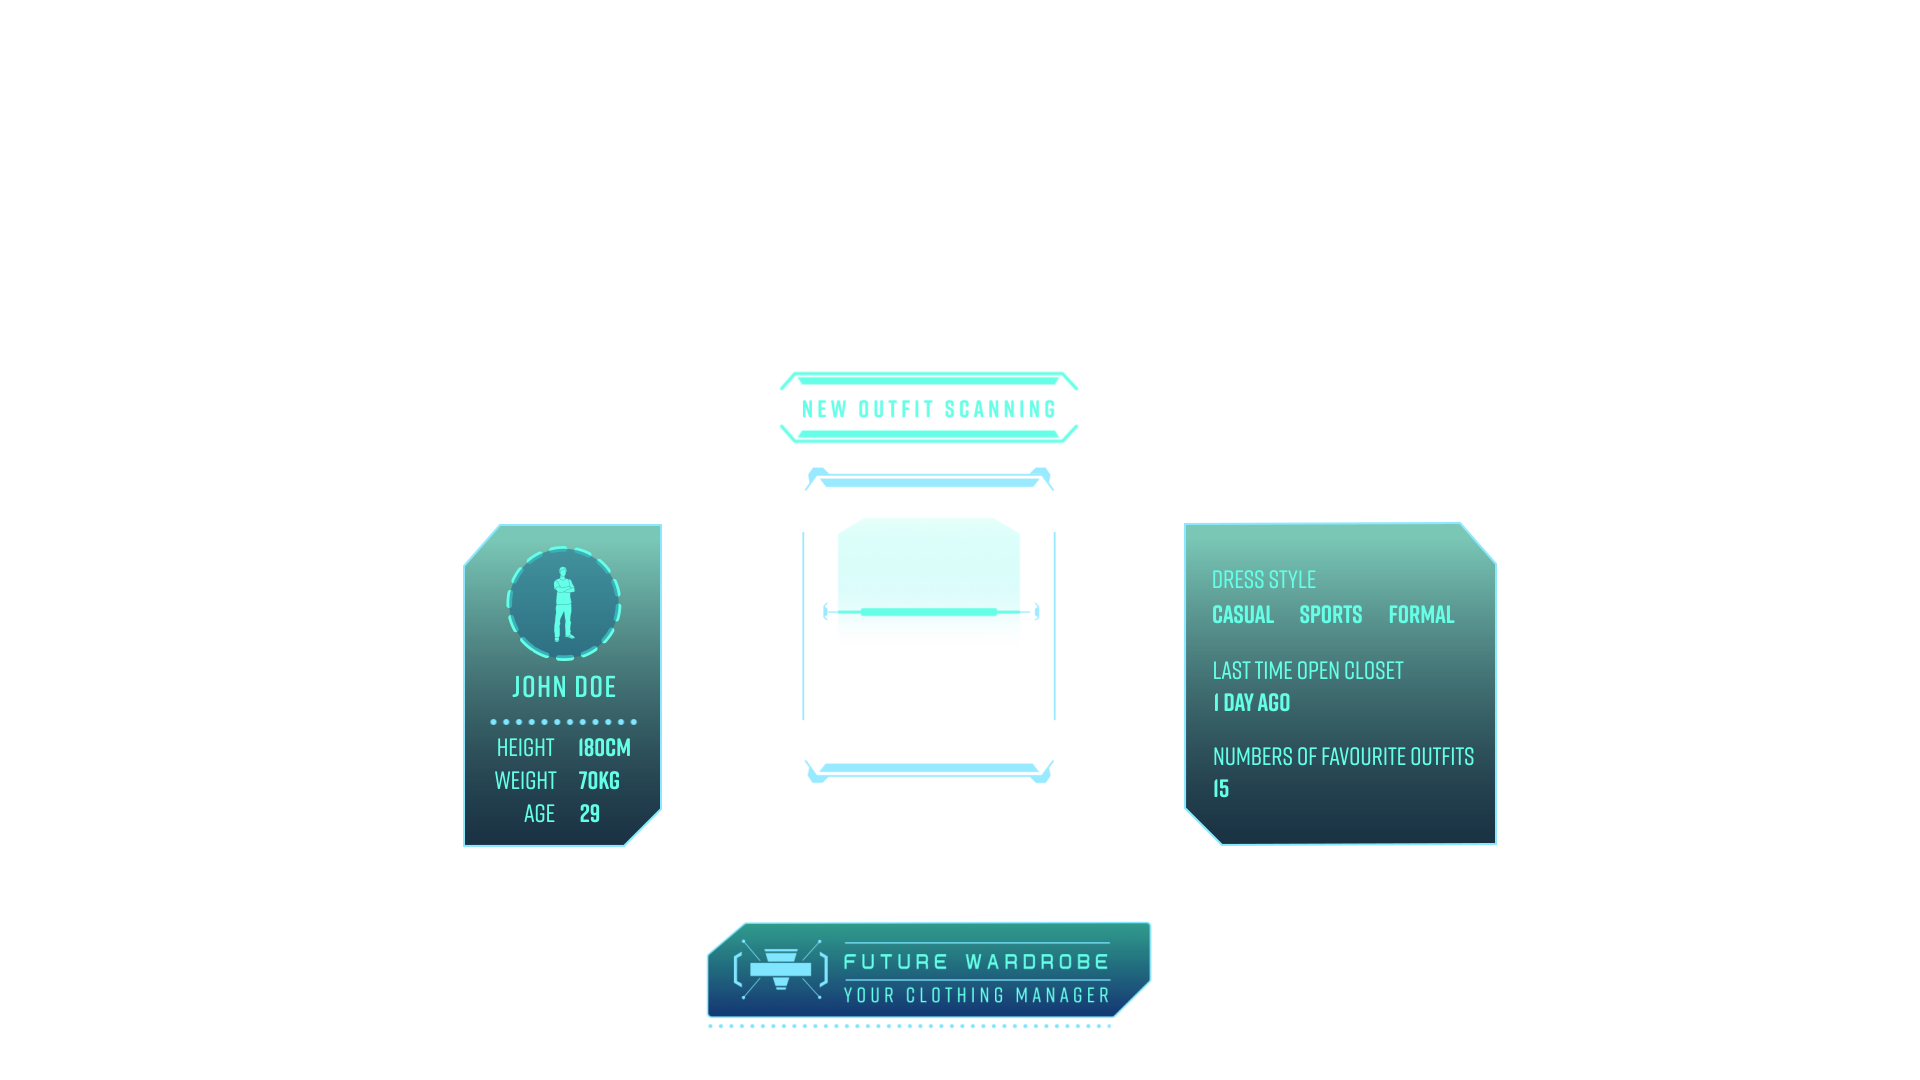 NEW OUTFIT SCANNING
JOHN DOE
HEIGHT 180CM
WEIGHT 70KG
AGE 29
DRESS STYLE
CASUAL SPORTS FORMAL
LAST TIME OPEN CLOSET
1 DAY AGO
NUMBERS OF FAVOURITE OUTFITS
15
FUTURE WARDROBE
YOUR CLOTHING MANAGER